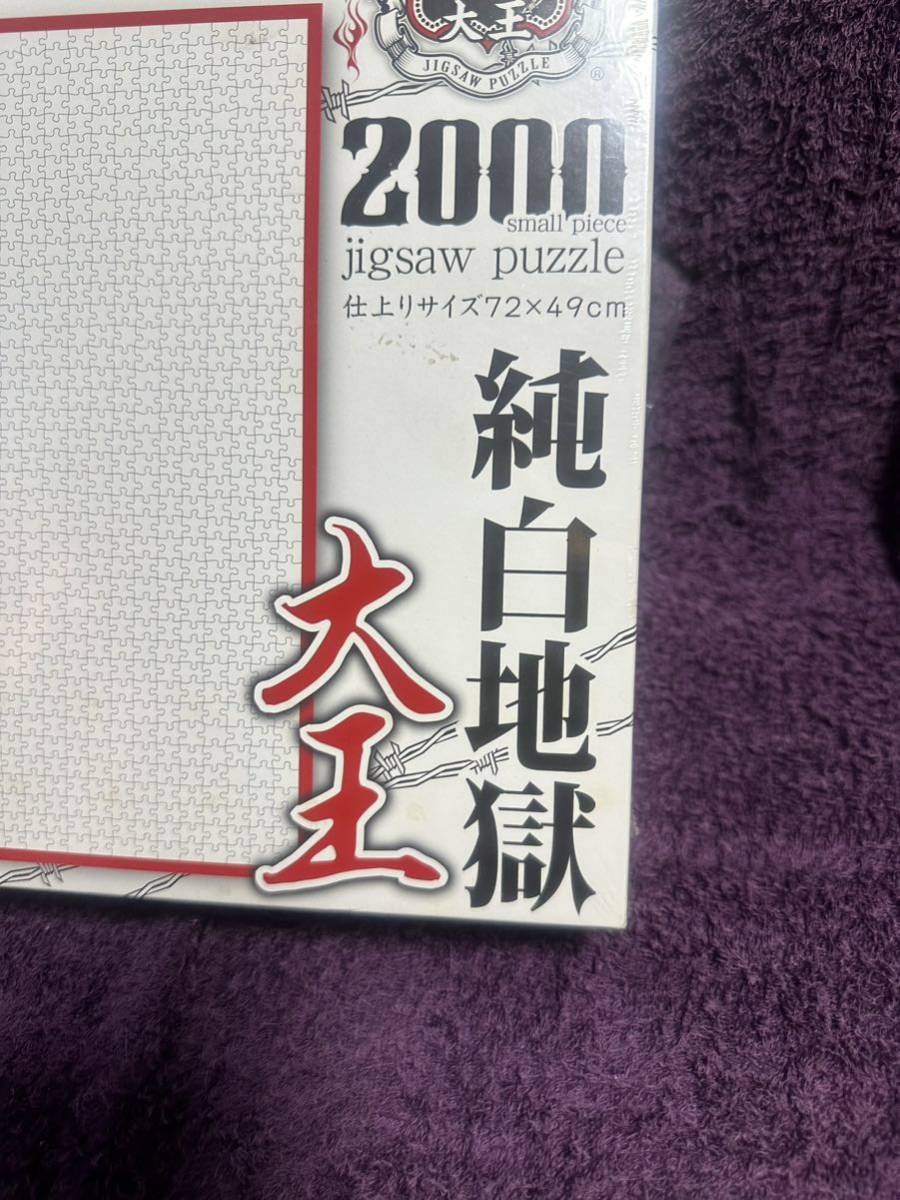 大王
JIGSAW PUZZLE
®
2000
small piece
jigsaw puzzle
仕上りサイズ72×49cm
純白地獄
大王